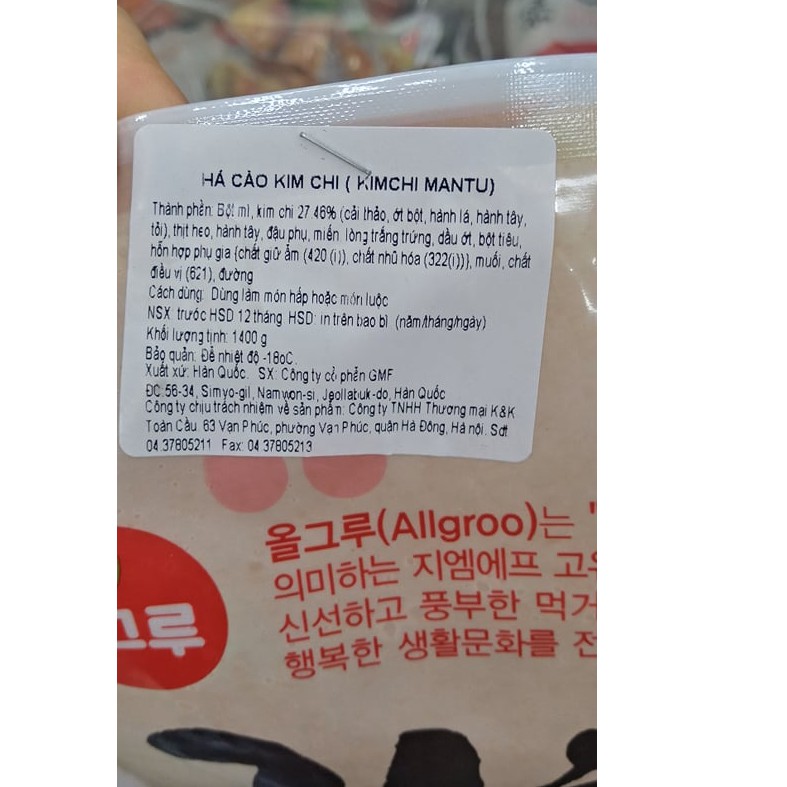 HÁ CẢO KIM CHI ( KIMCHI MANTU)
Thành phần: Bột mì, kim chi 27.46% (cải thảo, ớt bột, hành lá, hành tây,
tỏi), thịt heo, hành tây, đậu phụ, miến, lòng trắng trứng, dầu ớt, bột tiêu,
hỗn hợp phụ gia {chất giữ ẩm (420 (i)), chất nhũ hóa (322(i))}, muối, chất
điều vị (621), đường
Cách dùng: Dùng làm món hấp hoặc món luộc
NSX: trước HSD 12 tháng HSD: in trên bao bì (năm/tháng/ngày)
Khối lượng tịnh: 1400 g
Bảo quản: Để nhiệt độ -18oC.
Xuất xứ: Hàn Quốc. SX: Công ty cổ phần GMF
ĐC:56-34, Simyo-gil, Namwon-si, Jeollabuk-do, Hàn Quốc
Công ty chịu trách nhiệm về sản phẩm: Công ty TNHH Thương mại K&K
Toàn Cầu. 63 Vạn Phúc, phường Vạn Phúc, quận Hà Đông, Hà nội. Sđt
04.37805211 Fax: 04.37805213
올그루(Allgroo)는 "
의미하는 지엠에프 고
신선하고 풍부한 먹거
행복한 생활문화를 전
그루